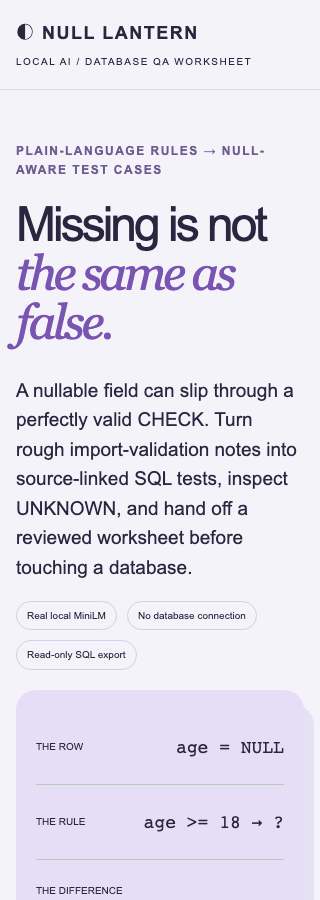 ◐ NULL LANTERN
LOCAL AI / DATABASE QA WORKSHEET
PLAIN-LANGUAGE RULES → NULL-
AWARE TEST CASES
Missing is not
the same as
false.
A nullable field can slip through a
perfectly valid CHECK. Turn
rough import-validation notes into
source-linked SQL tests, inspect
UNKNOWN, and hand off a
reviewed worksheet before
touching a database.
Real local MiniLM
No database connection
Read-only SQL export
THE ROW age = NULL
THE RULE age >= 18 → ?
THE DIFFERENCE